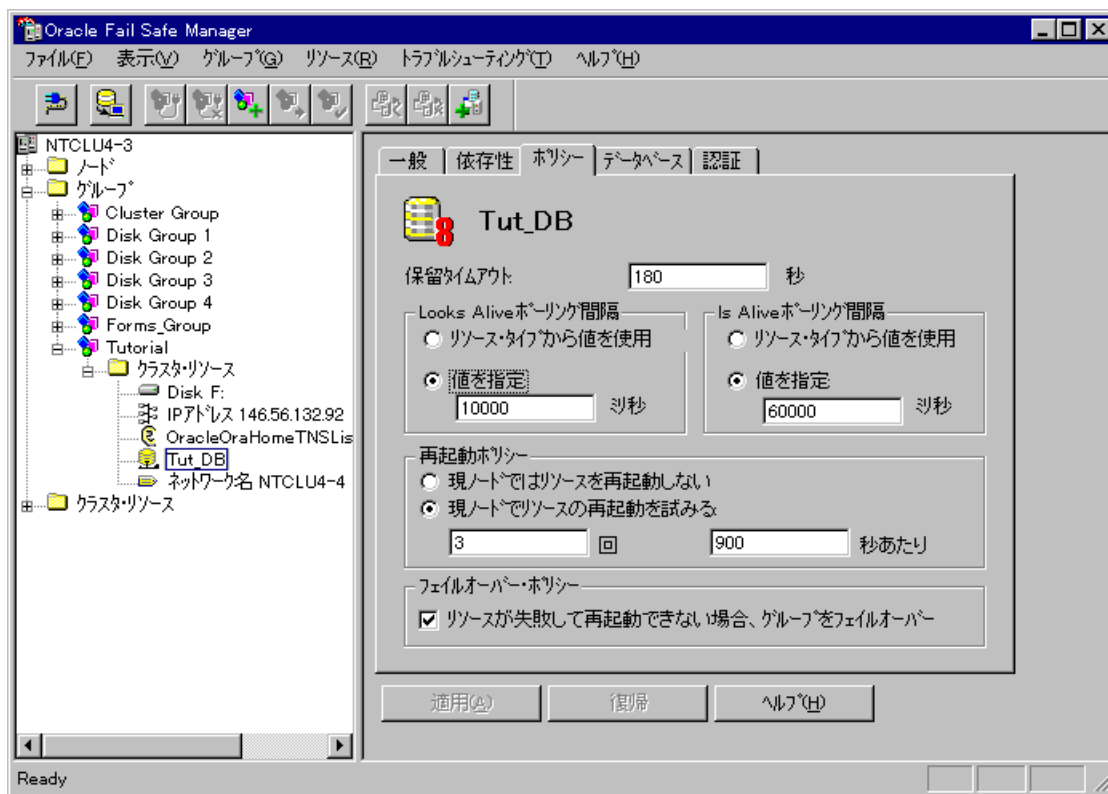 Oracle Fail Safe Manager
ファイル(F) 表示(V) グループ(G) リソース(R) トラブルシューティング(T) ヘルプ(H)
NTCLU4-3
ノード
グループ
Cluster Group
Disk Group 1
Disk Group 2
Disk Group 3
Disk Group 4
Forms_Group
Tutorial
クラスタ・リソース
Disk F:
IPアドレス 146.56.132.92
OracleOraHomeTNSLis
Tut_DB
ネットワーク名 NTCLU4-4
クラスタ・リソース
一般 依存性 ポリシー データベース 認証
8 Tut_DB
保留タイムアウト: 180 秒
Looks Aliveポーリング間隔
リソース・タイプから値を使用
値を指定
10000 ミリ秒
Is Aliveポーリング間隔
リソース・タイプから値を使用
値を指定
60000 ミリ秒
再起動ポリシー
現ノードではリソースを再起動しない
現ノードでリソースの再起動を試みる:
3 回 900 秒あたり
フェイルオーバー・ポリシー
リソースが失敗して再起動できない場合、グループをフェイルオーバー
適用(A) 復帰 ヘルプ(H)
Ready